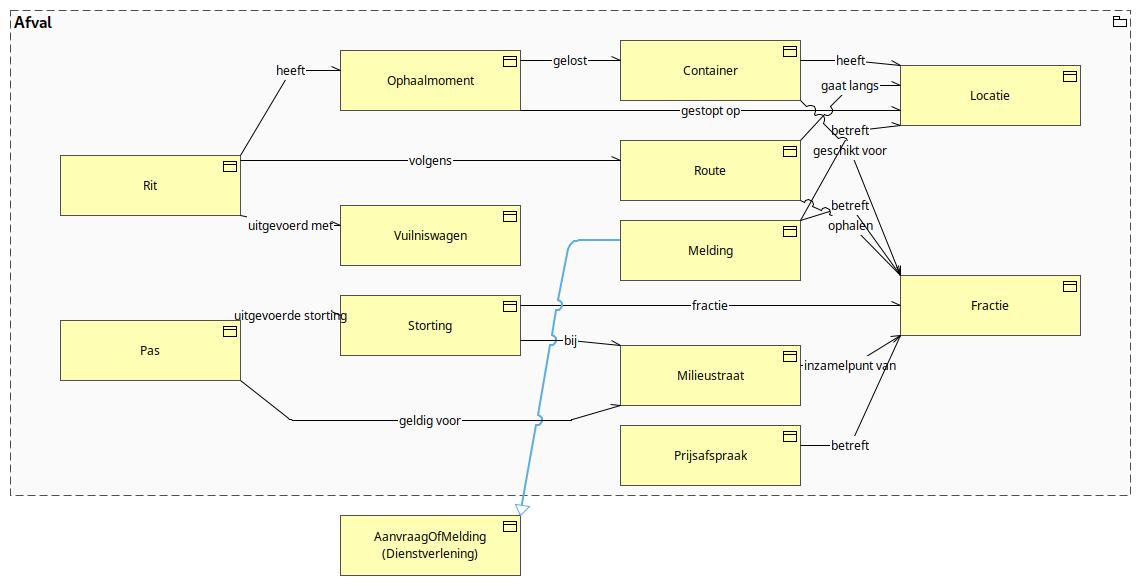 Afval
heeft
Ophaalmoment
gelost
Container
heeft
gaat langs
Locatie
gestopt op
betreft
geschikt voor
Rit
volgens
Route
uitgevoerd met
Vuilniswagen
betreft
ophalen
Melding
uitgevoerde storting
Storting
fractie
Fractie
Pas
bij
Milieustraat
inzamelpunt van
geldig voor
Prijsafspraak
betreft
AanvraagOfMelding
(Dienstverlening)